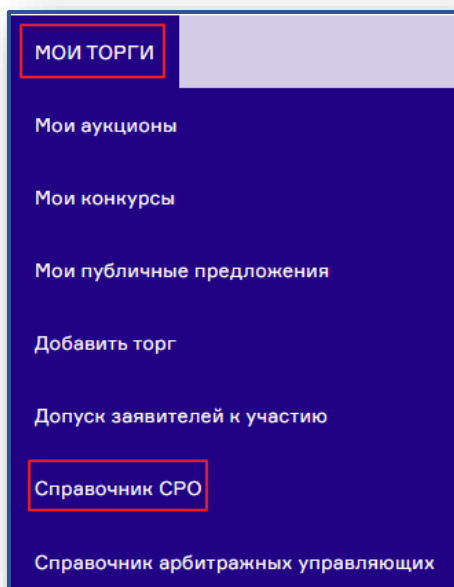 МОИ ТОРГИ
Мои аукционы
Мои конкурсы
Мои публичные предложения
Добавить торг
Допуск заявителей к участию
Справочник СРО
Справочник арбитражных управляющих